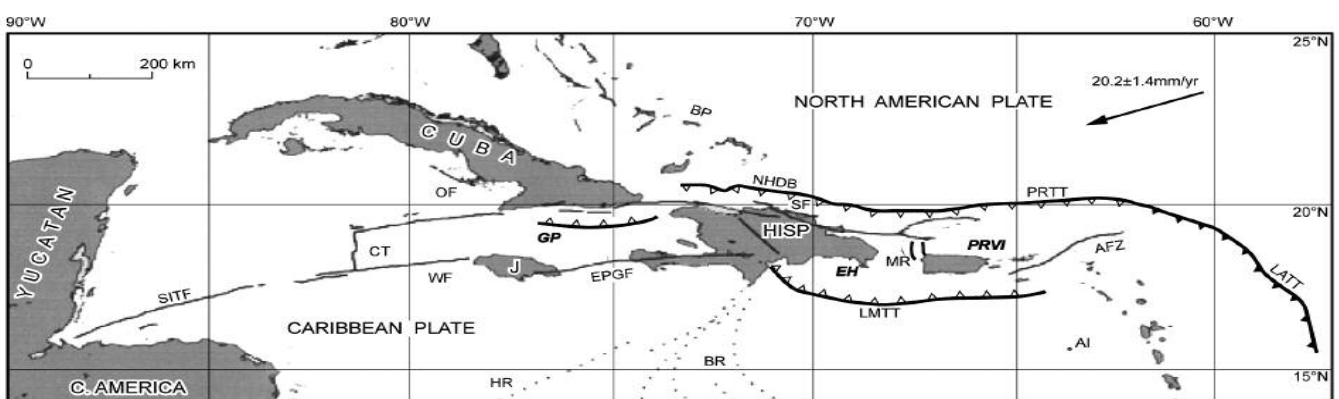 90°W 80°W 70°W 60°W
25°N
0 200 km
20.2±1.4mm/yr
NORTH AMERICAN PLATE
BP
CUBA
YUCATAN
OF
NHDB
PRTT
SF
20°N
HISP
GP
PRVI
CT
MR
AFZ
J
EH
WF
EPGF
LATT
SITF
LMTT
CARIBBEAN PLATE
AI
BR
HR
15°N
C. AMERICA